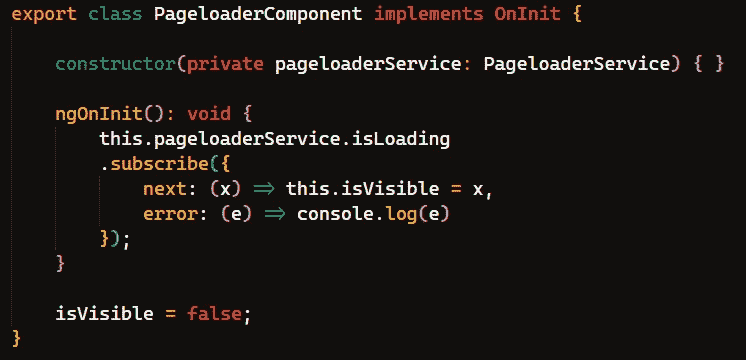 export class PageloaderComponent implements OnInit {
constructor(private pageloaderService: PageloaderService) { }
ngOnInit(): void {
this.pageloaderService.isLoading
.subscribe({
next: (x) => this.isVisible = x,
error: (e) => console.log(e)
});
}
isVisible = false;
}